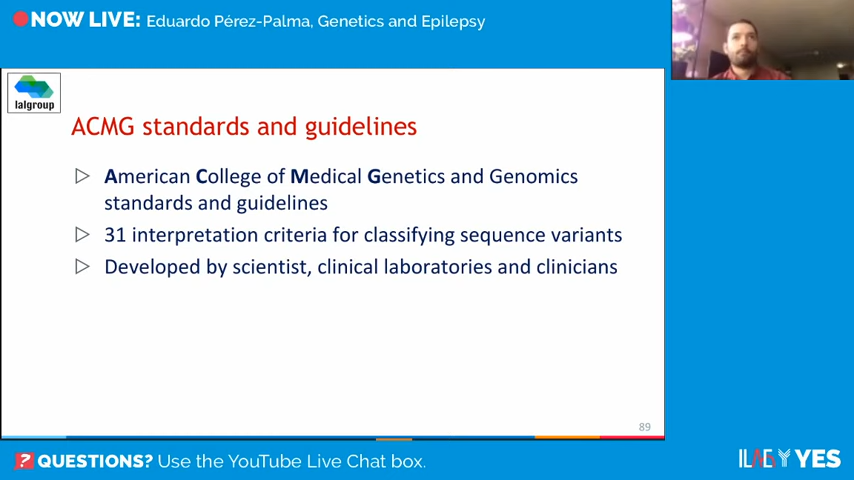 NOW LIVE: Eduardo Pérez-Palma, Genetics and Epilepsy
lalgroup
ACMG standards and guidelines
American College of Medical Genetics and Genomics
standards and guidelines
31 interpretation criteria for classifying sequence variants
Developed by scientist, clinical laboratories and clinicians
89
? QUESTIONS? Use the YouTube Live Chat box.
ILAE YES